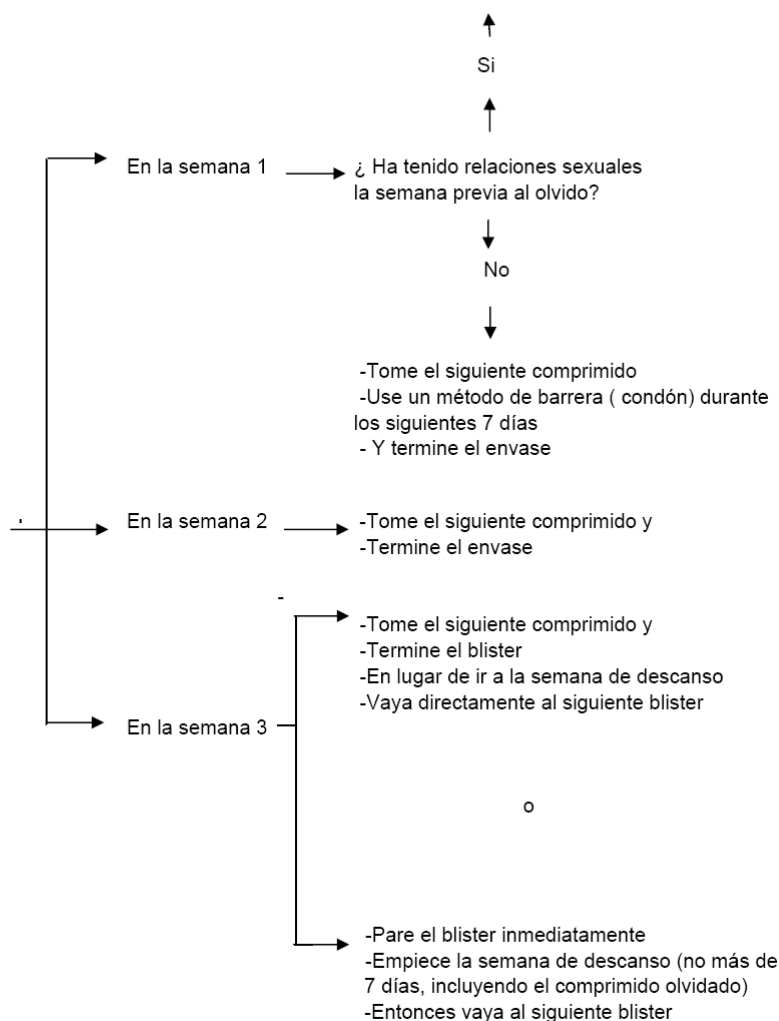 Si
En la semana 1
¿ Ha tenido relaciones sexuales
la semana previa al olvido?
No
-Tome el siguiente comprimido
-Use un método de barrera ( condón) durante
los siguientes 7 días
- Y termine el envase
En la semana 2
-Tome el siguiente comprimido y
-Termine el envase
-Tome el siguiente comprimido y
-Termine el blister
-En lugar de ir a la semana de descanso
-Vaya directamente al siguiente blister
En la semana 3
o
-Pare el blister inmediatamente
-Empiece la semana de descanso (no más de
7 días, incluyendo el comprimido olvidado)
-Entonces vaya al siguiente blister